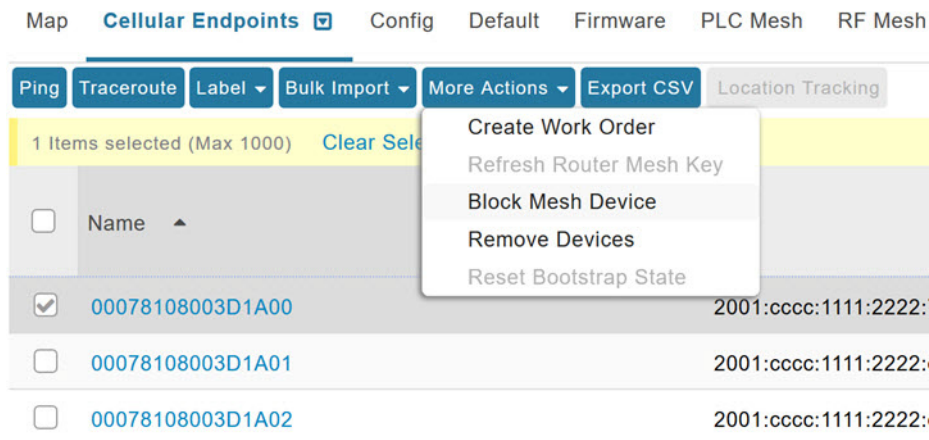 Map Cellular Endpoints Config Default Firmware PLC Mesh RF Mesh
Ping Traceroute Label Bulk Import More Actions Export CSV Location Tracking
1 Items selected (Max 1000) Clear Sele
Create Work Order
Refresh Router Mesh Key
Block Mesh Device
Remove Devices
Reset Bootstrap State
Name
00078108003D1A00 2001:cccc:1111:2222:
00078108003D1A01 2001:cccc:1111:2222:
00078108003D1A02 2001:cccc:1111:2222: